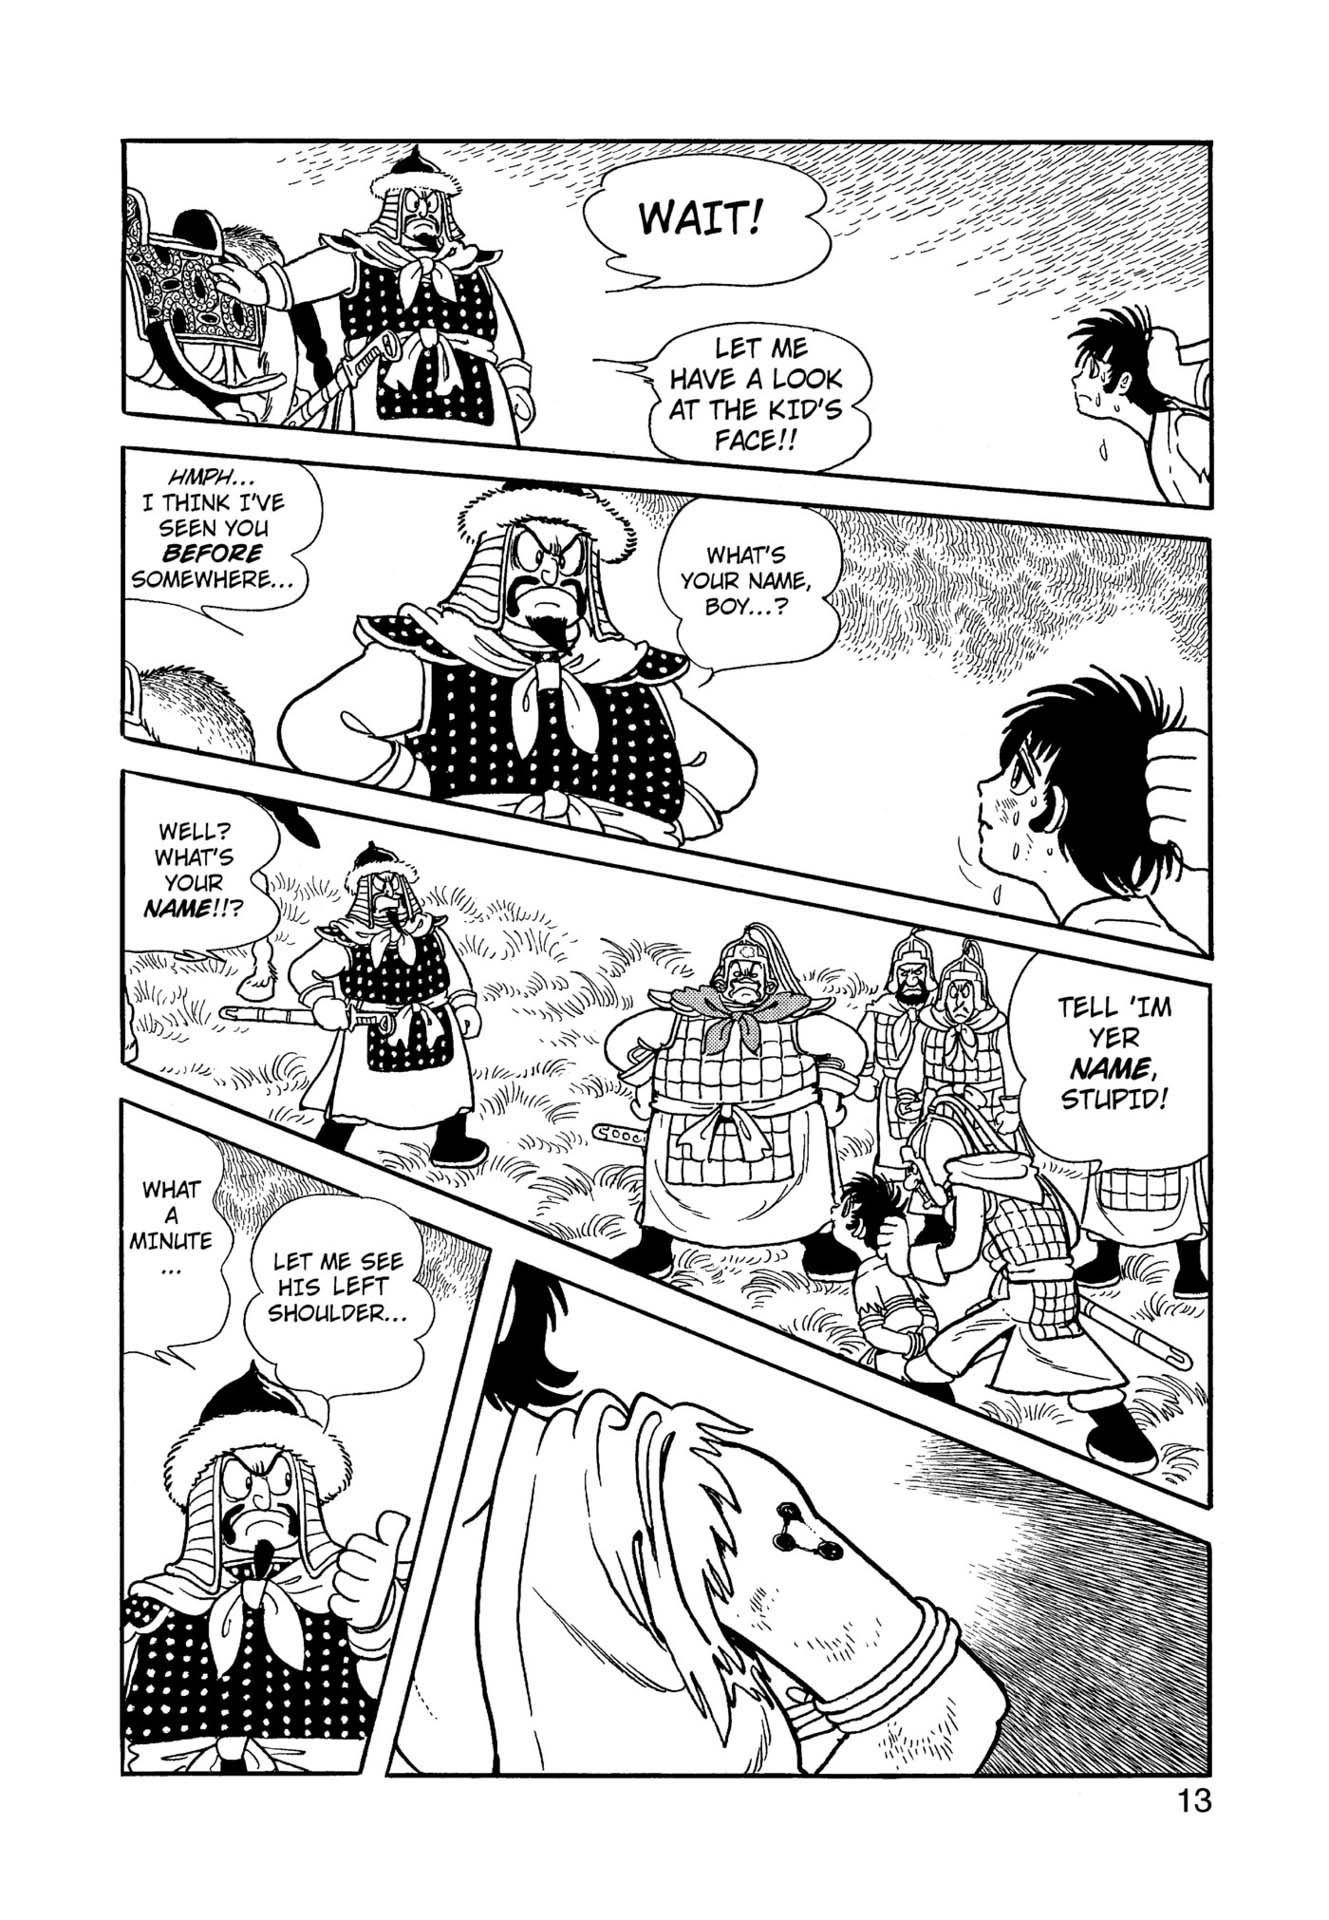 WAIT!
LET ME
HAVE A LOOK
AT THE KID'S
FACE!!
HMPH...
I THINK I'VE
SEEN YOU
BEFORE
SOMEWHERE...
WHAT'S
YOUR NAME,
BOY...?
WELL?
WHAT'S
YOUR
NAME!!?
TELL 'IM
YER
NAME,
STUPID!
WHAT
A
MINUTE
...
LET ME SEE
HIS LEFT
SHOULDER...
13